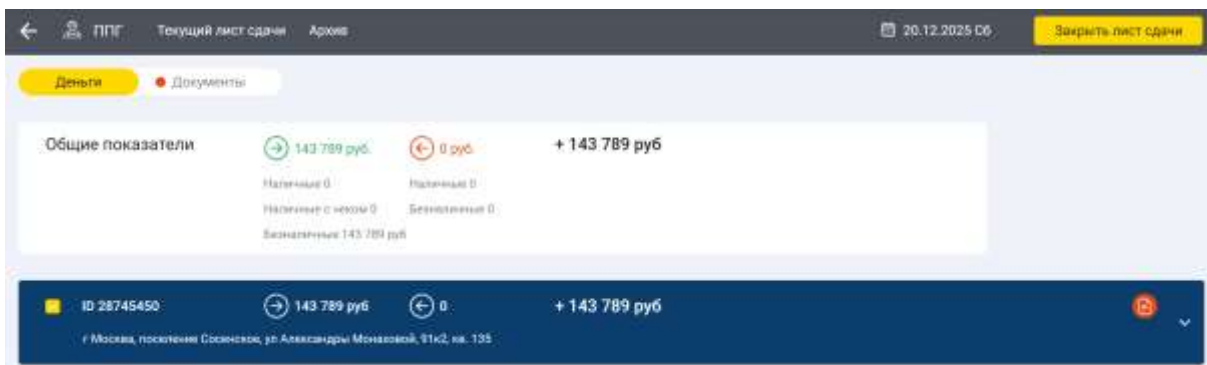 ППГ Текущий лист сдачи Архив 20.12.2025 Сб Закрыть лист сдачи
Деньги Документы
Общие показатели 143 789 руб. 0 руб. + 143 789 руб
Наличные 0 Наличные 0
Наличные с чеком 0 Безналичные 0
Безналичные 143 789 руб
ID 28745450 143 789 руб 0 + 143 789 руб
г Москва, поселение Сосенское, ул Александры Монаховой, 91к2, кв. 135